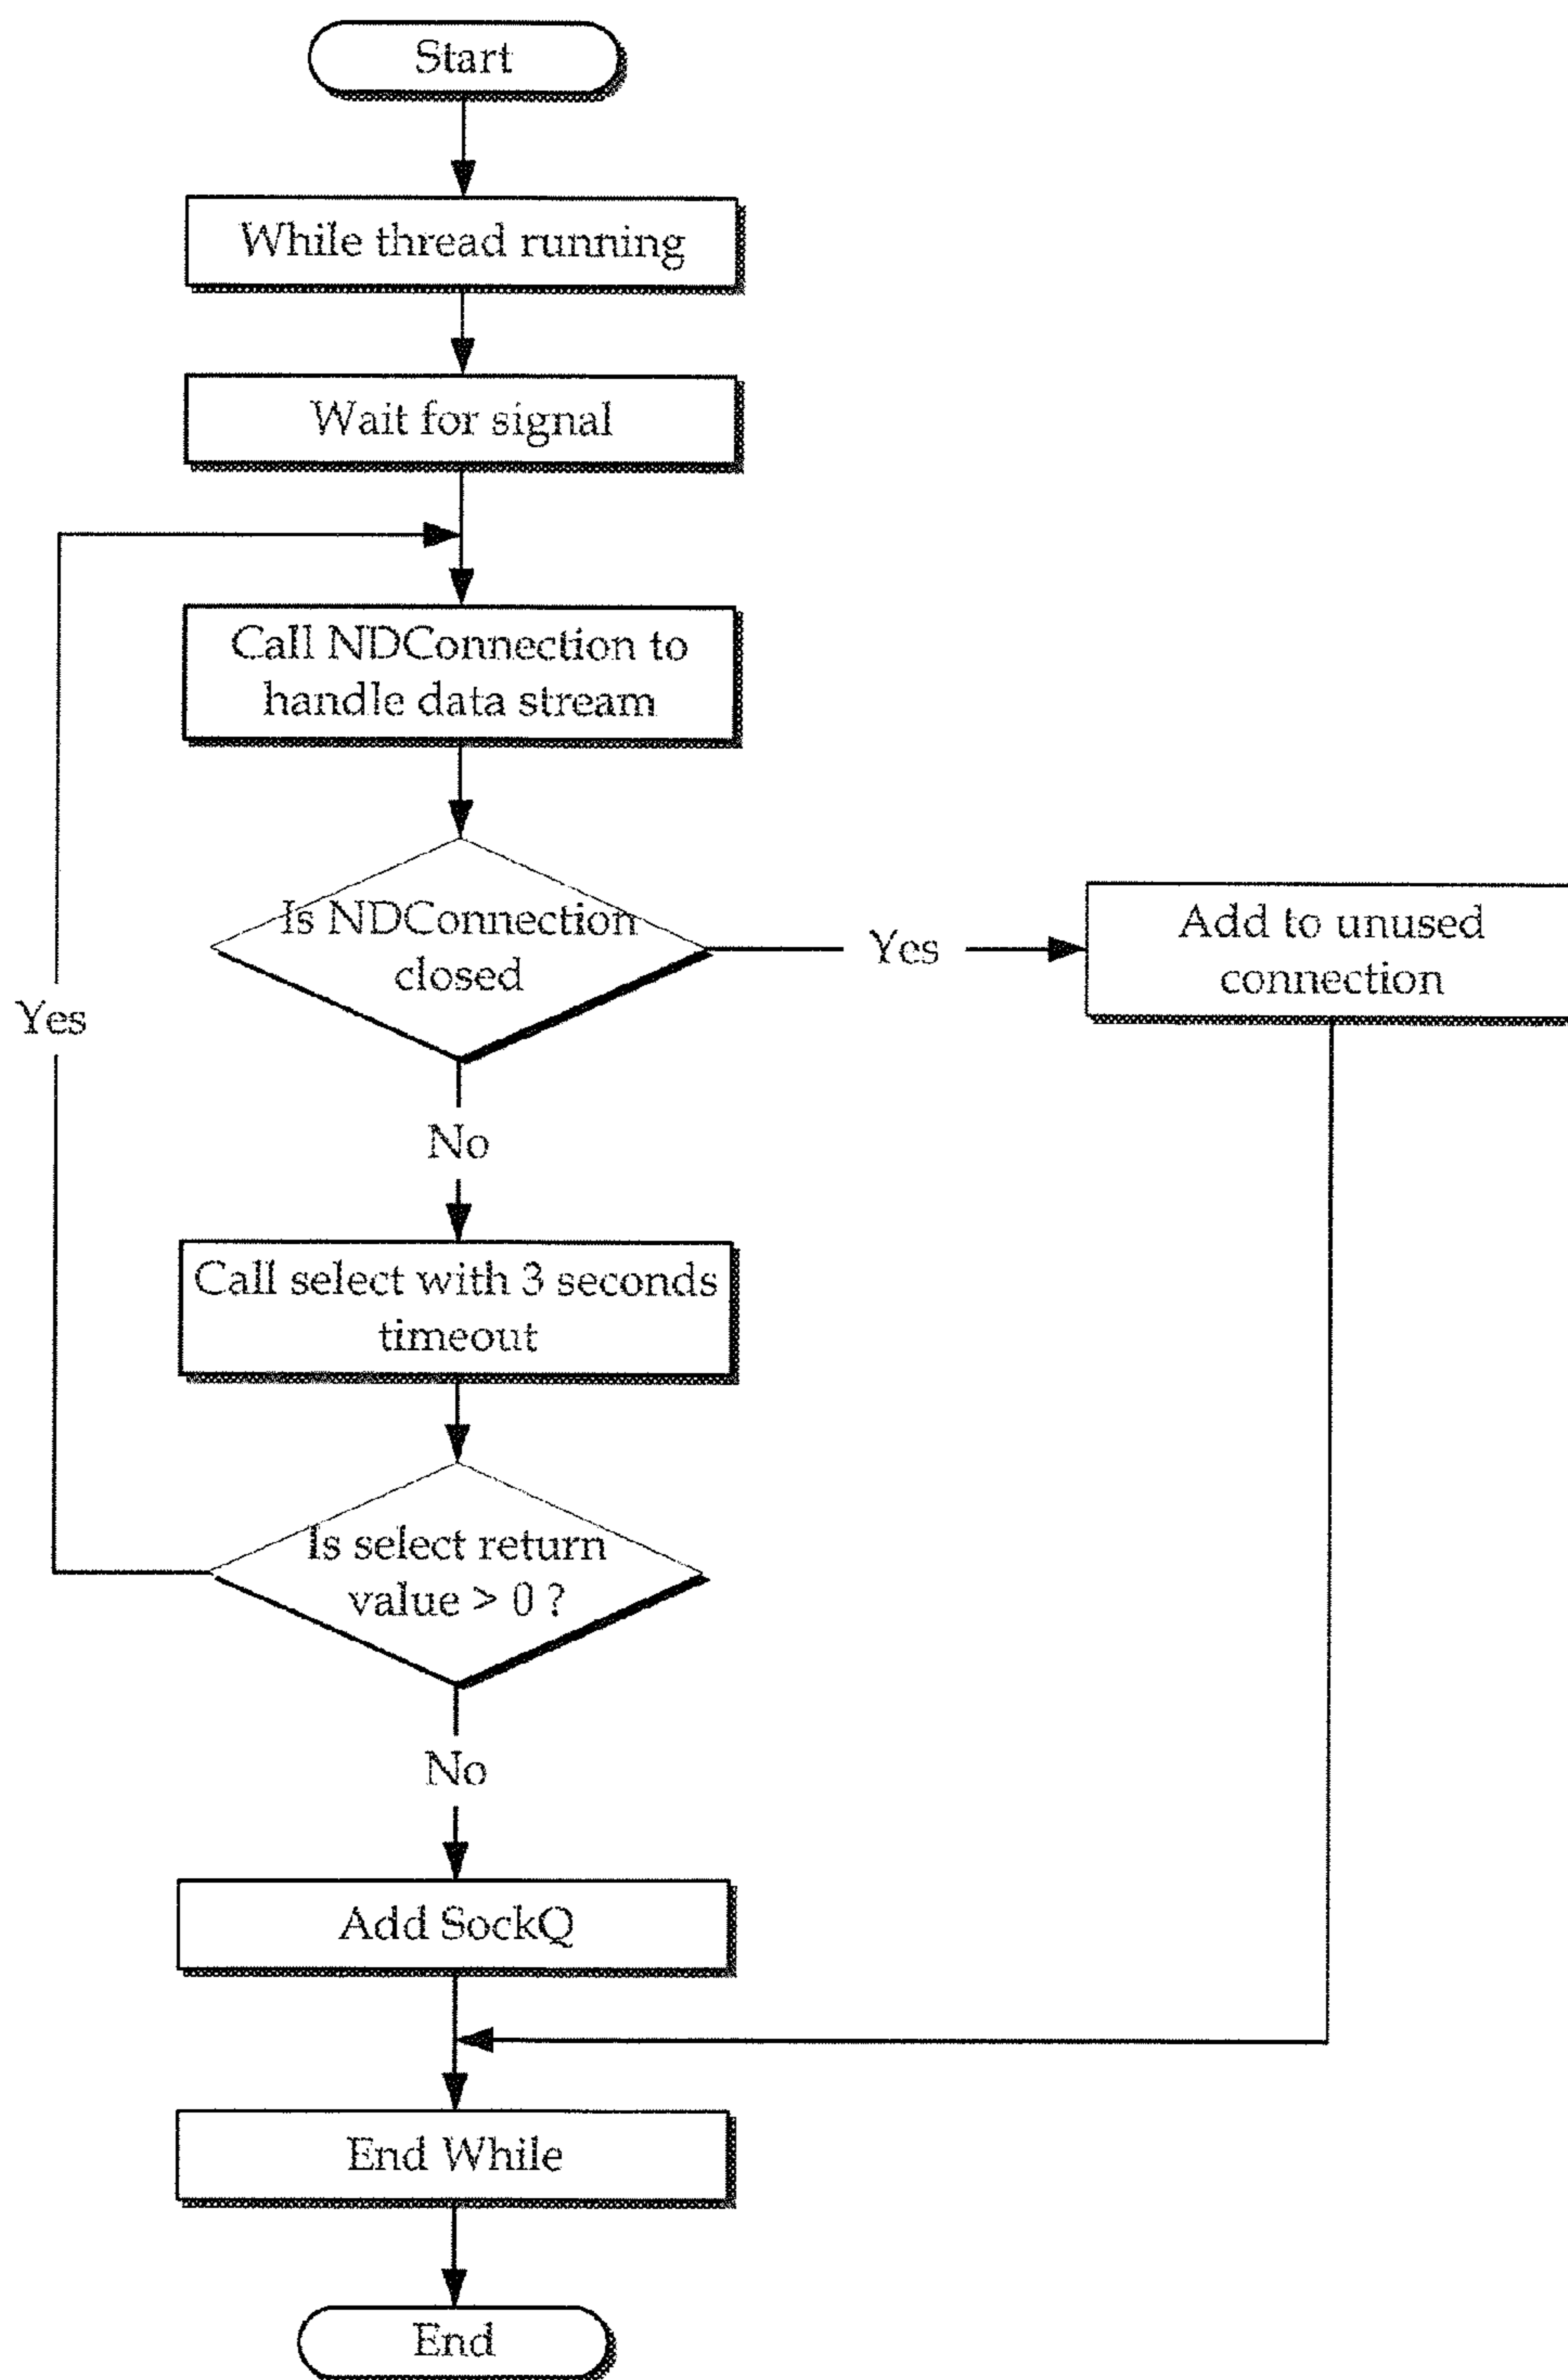 Start
While thread running
Wait for signal
Call NDConnection to
handle data stream
Is NDConnection
closed
Yes
Add to unused
connection
Yes
No
Call select with 3 seconds
timeout
Is select return
value > 0 ?
No
Add SockQ
End While
End